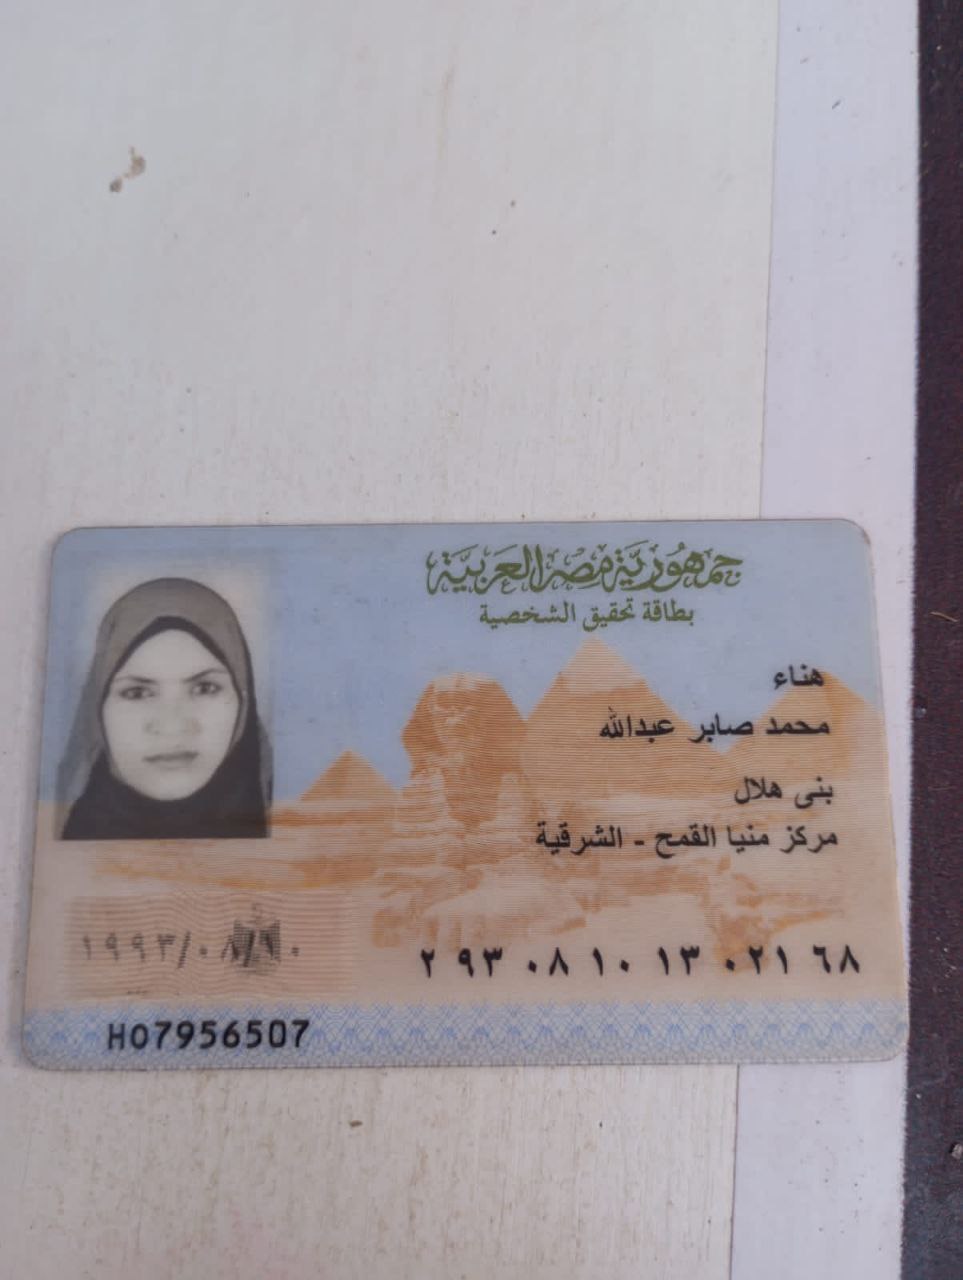 جمهورية مصر العربية
بطاقة تحقيق الشخصية
هناء
محمد صابر عبدالله
بنى هلال
مركز منيا القمح - الشرقية
٢ ٩٣ ٠٨ ١٠ ١٣ ٠٢١ ٦٨
١٩٩٣/٠٨/١٠
H07956507